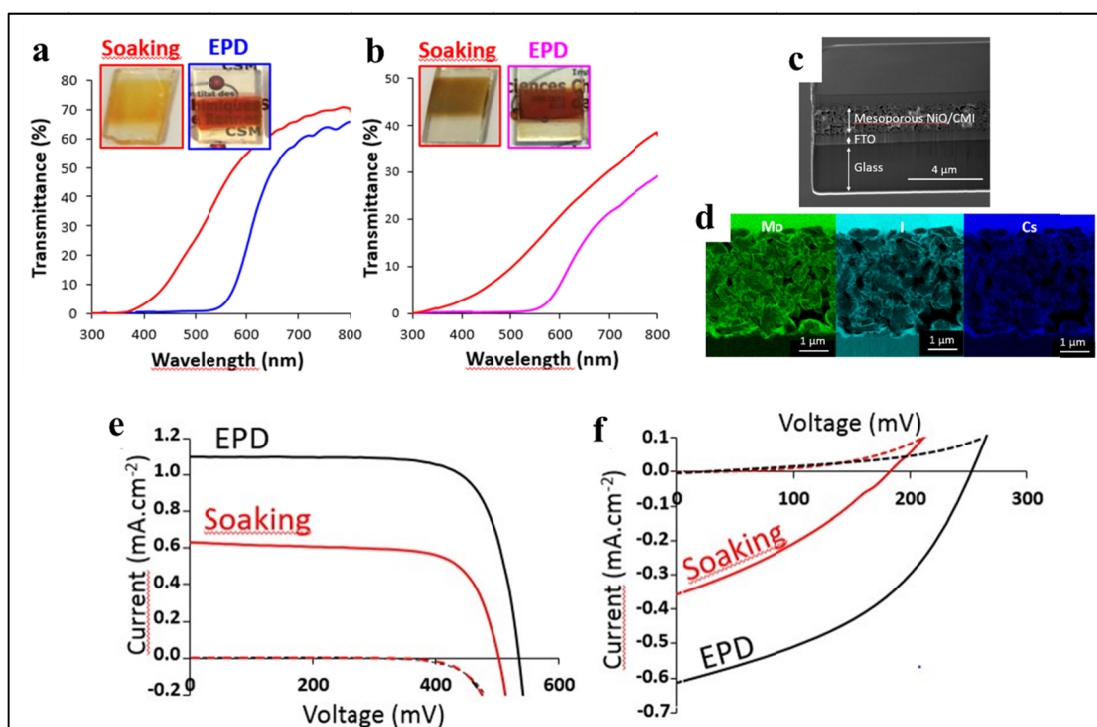 a
Soaking
EPD
CSM
CSM
Transmittance (%)
80
70
60
50
40
30
20
10
0
300 400 500 600 700 800
Wavelength (nm)
b
Soaking
EPD
Transmittance (%)
50
40
30
20
10
0
300 400 500 600 700 800
Wavelength (nm)
c
Mesoporous NiO/CMI
FTO
Glass
4 µm
d
Mo
I
Cs
1 µm
1 µm
1 µm
e
EPD
Soaking
Current (mA.cm-2)
1.2
1.0
0.8
0.6
0.4
0.2
0.0
-0.2
0 200 400 600
Voltage (mV)
f
Voltage (mV)
0.1
0.0
-0.1
-0.2
-0.3
-0.4
-0.5
-0.6
-0.7
0 100 200 300
Current (mA.cm-2)
Soaking
EPD